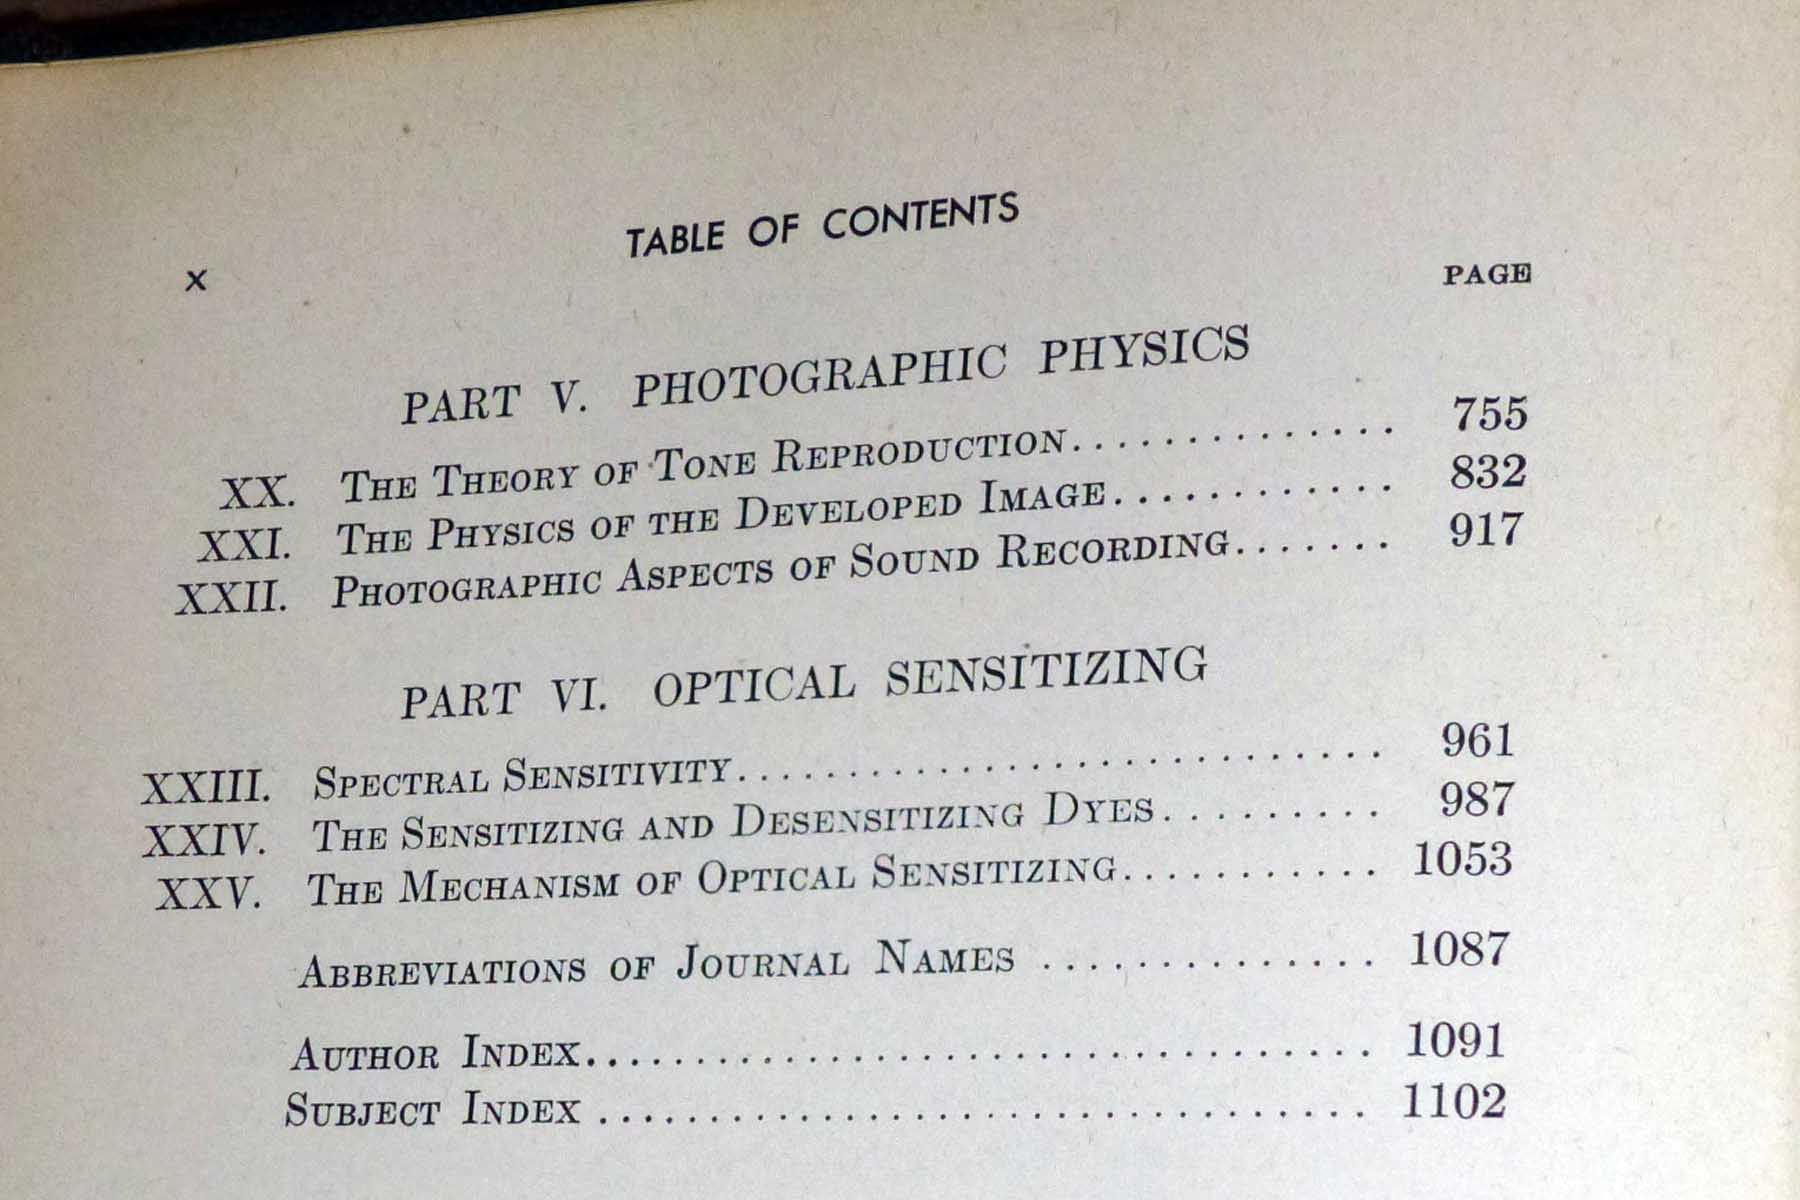 TABLE OF CONTENTS
x
PAGE
PART V. PHOTOGRAPHIC PHYSICS
XX. THE THEORY OF TONE REPRODUCTION.............. 755
XXI. THE PHYSICS OF THE DEVELOPED IMAGE............ 832
XXII. PHOTOGRAPHIC ASPECTS OF SOUND RECORDING....... 917
PART VI. OPTICAL SENSITIZING
XXIII. SPECTRAL SENSITIVITY........................ 961
XXIV. THE SENSITIZING AND DESENSITIZING DYES......... 987
XXV. THE MECHANISM OF OPTICAL SENSITIZING........... 1053
ABBREVIATIONS OF JOURNAL NAMES ............. 1087
AUTHOR INDEX.............................. 1091
SUBJECT INDEX ............................. 1102